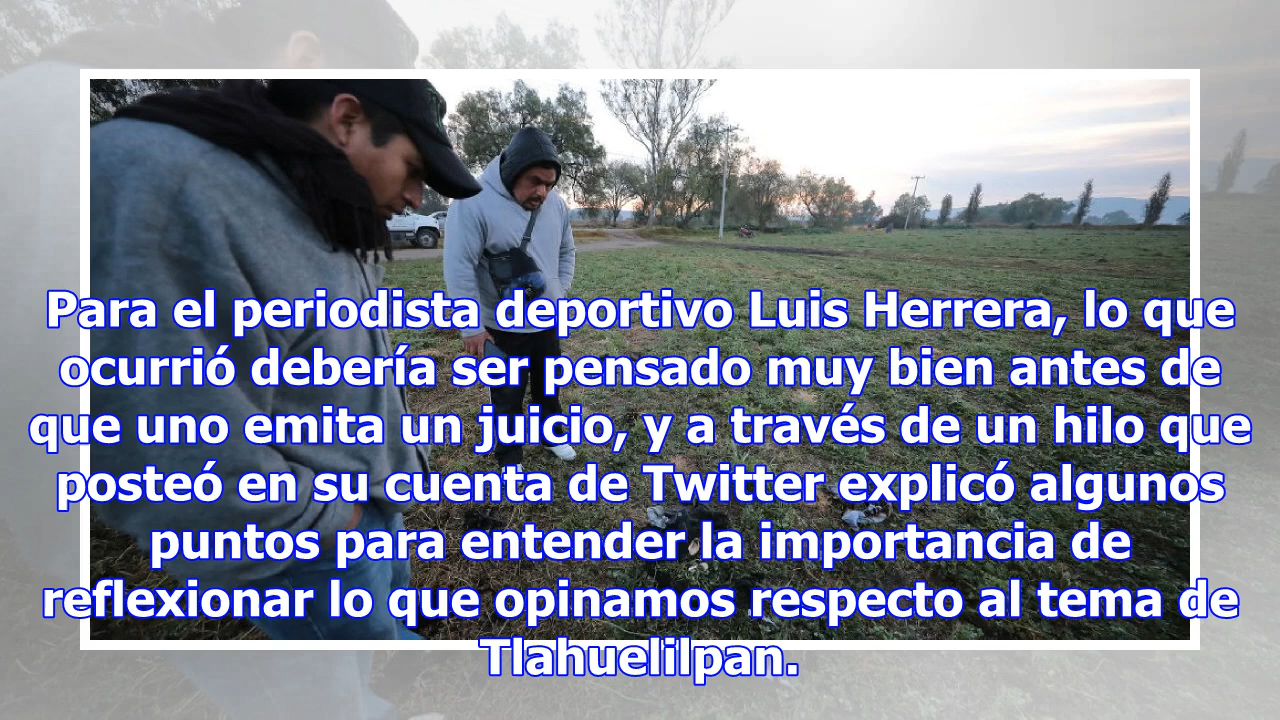 Para el periodista deportivo Luis Herrera, lo que
ocurrió debería ser pensado muy bien antes de
que uno emita un juicio, y a través de un hilo que
posteó en su cuenta de Twitter explicó algunos
puntos para entender la importancia de
reflexionar lo que opinamos respecto al tema de
Tlahuelilpan.